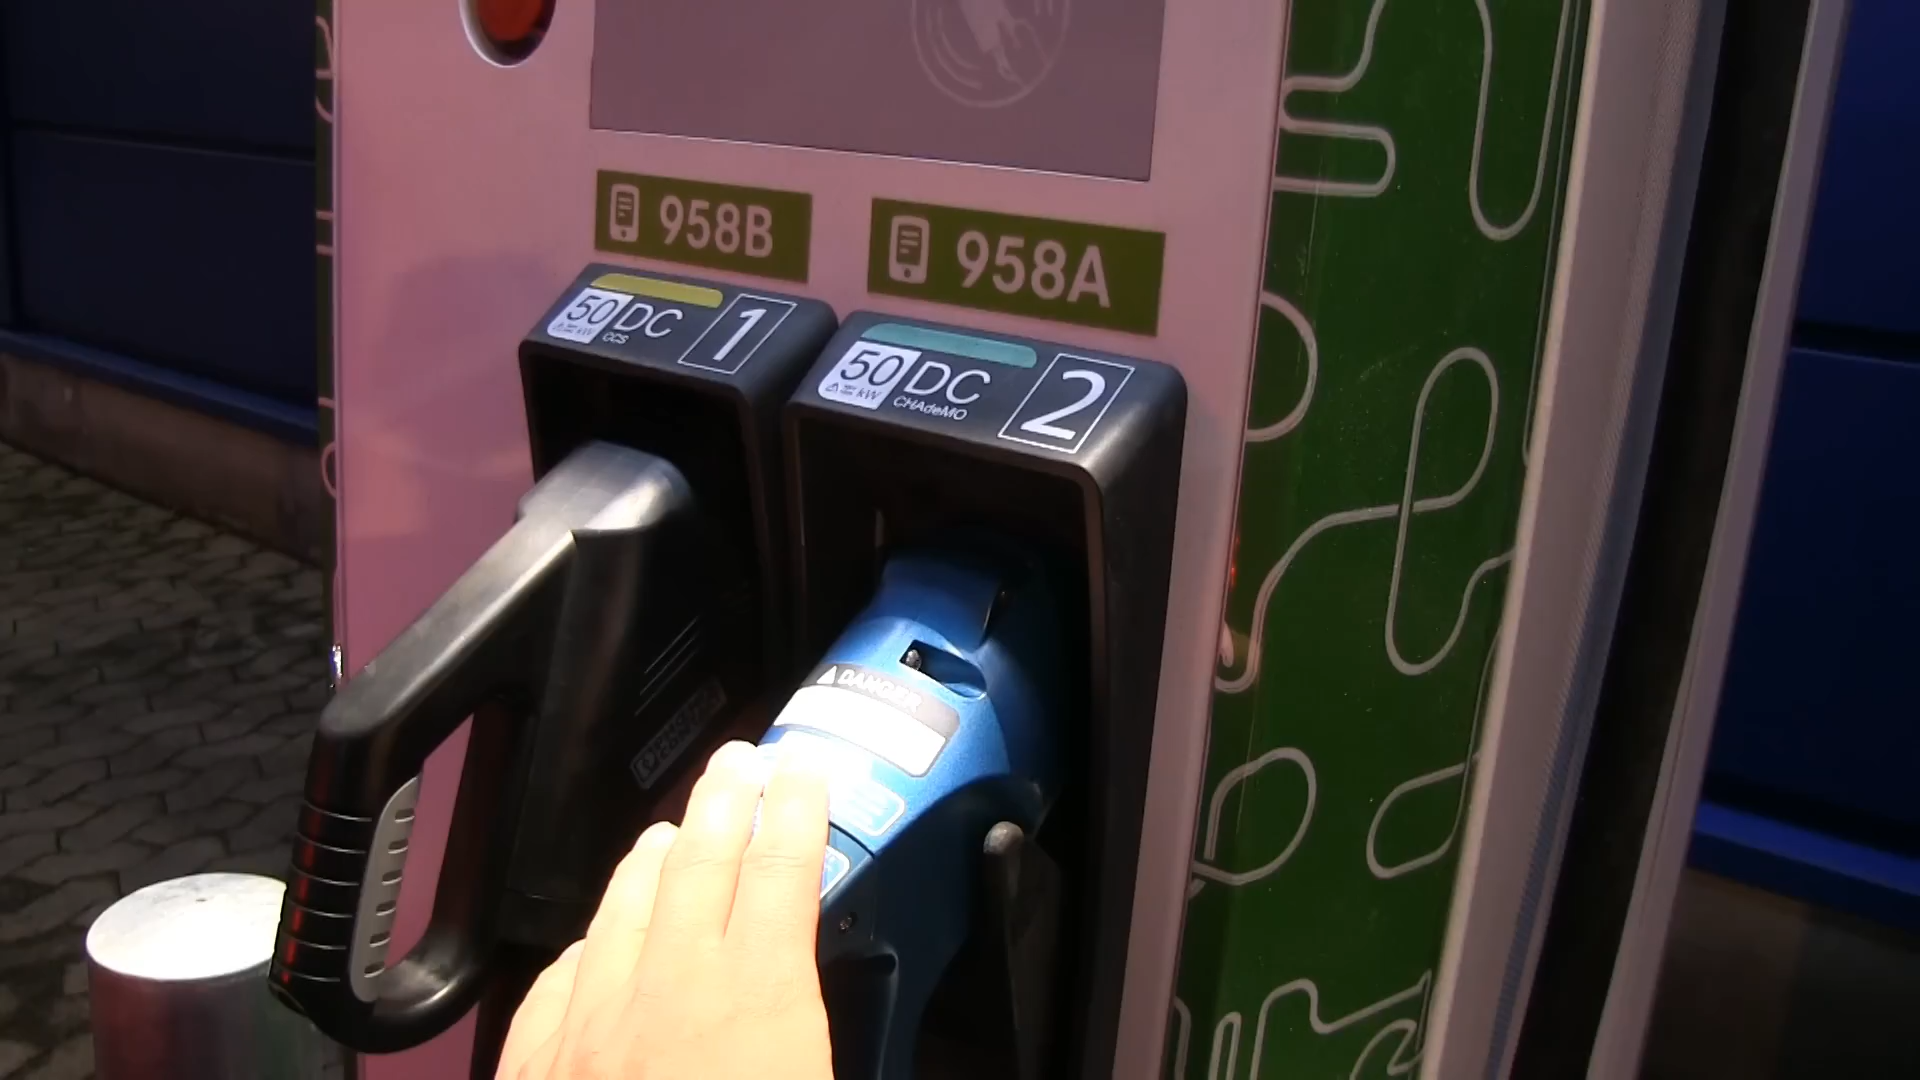 958B
958A
50 kW DC CCS 1
50 kW DC CHAdeMO 2
DANGER